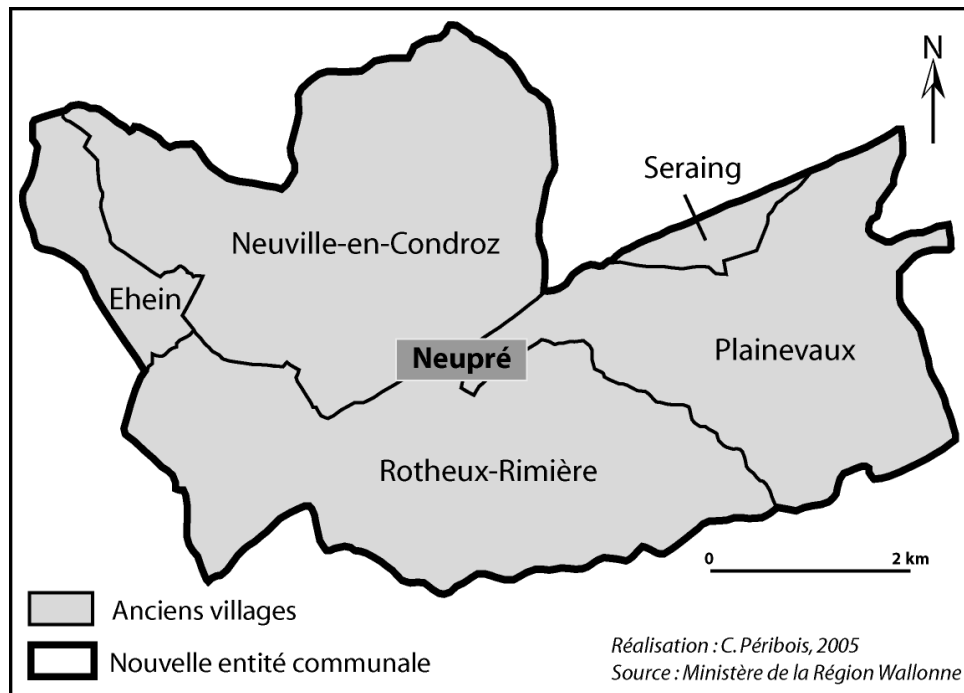 N
Seraing
Neuville-en-Condroz
Ehein
Neupré
Plainevaux
Rotheux-Rimière
0 2 km
Anciens villages
Nouvelle entité communale
Réalisation : C. Péribois, 2005
Source : Ministère de la Région Wallonne